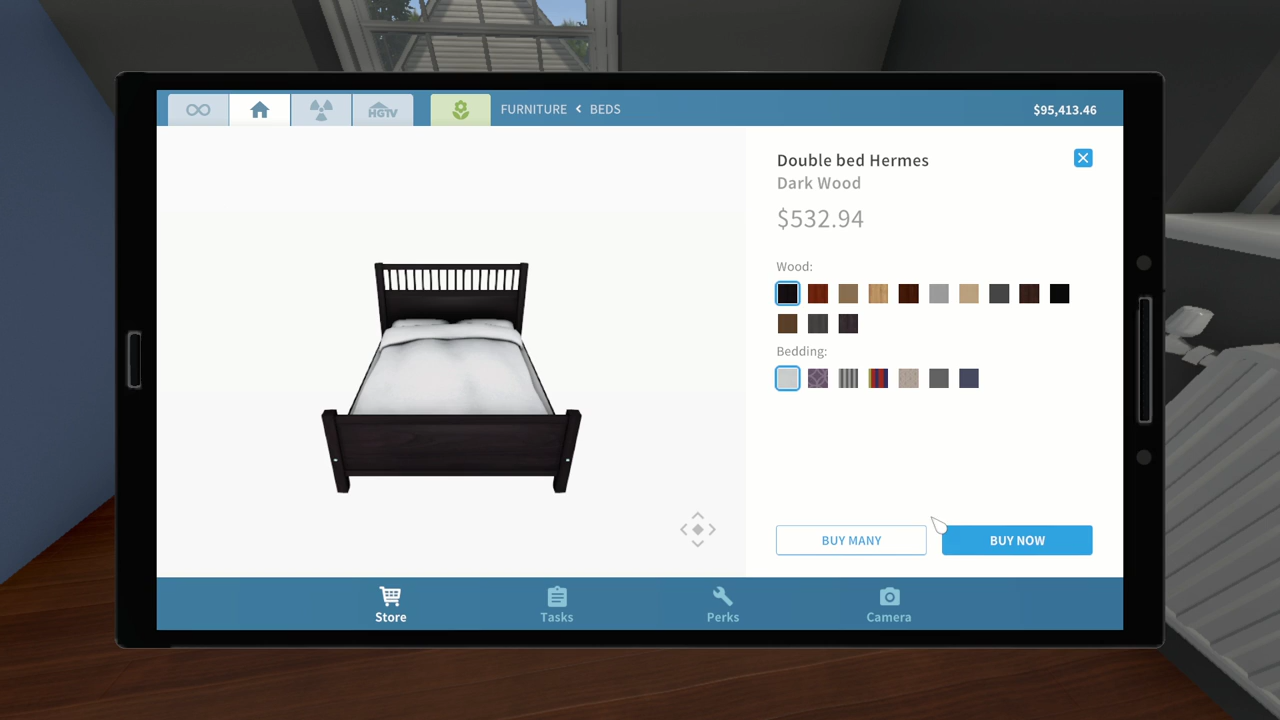 HGTV
FURNITURE < BEDS
$95,413.46
Double bed Hermes
Dark Wood
$532.94
Wood:
Bedding:
BUY MANY
BUY NOW
Store
Tasks
Perks
Camera